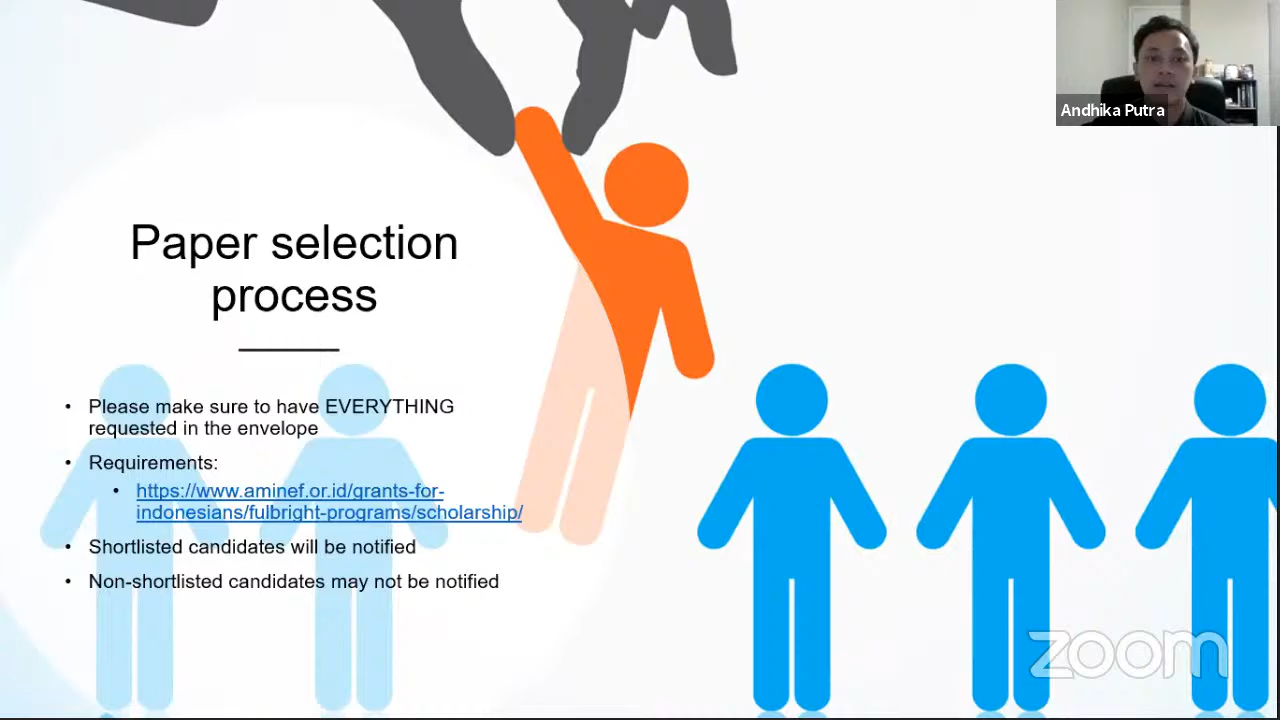 Andhika Putra
Paper selection
process
• Please make sure to have EVERYTHING
requested in the envelope
• Requirements:
• https://www.aminef.or.id/grants-for-
indonesians/fulbright-programs/scholarship/
• Shortlisted candidates will be notified
• Non-shortlisted candidates may not be notified
zoom